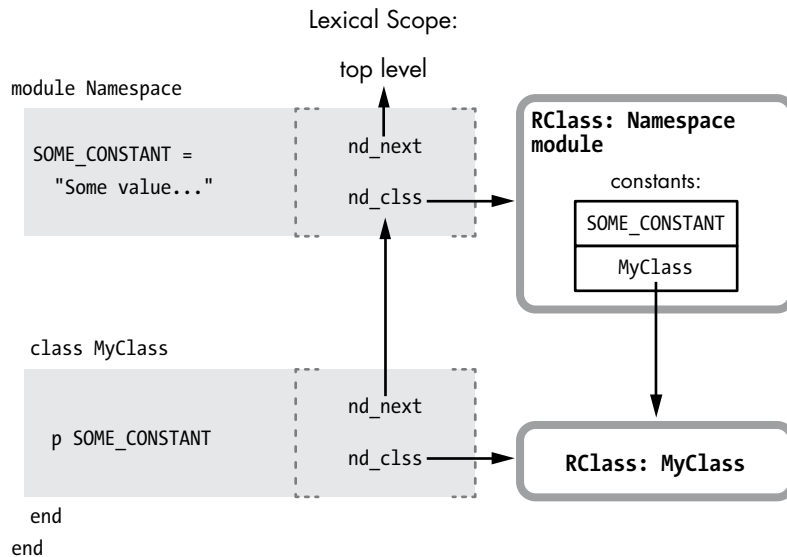 Lexical Scope:
top level
module Namespace
SOME_CONSTANT =
"Some value..."
nd_next
nd_clss
RClass: Namespace
module
constants:
SOME_CONSTANT
MyClass
class MyClass
p SOME_CONSTANT
nd_next
nd_clss
RClass: MyClass
end
end